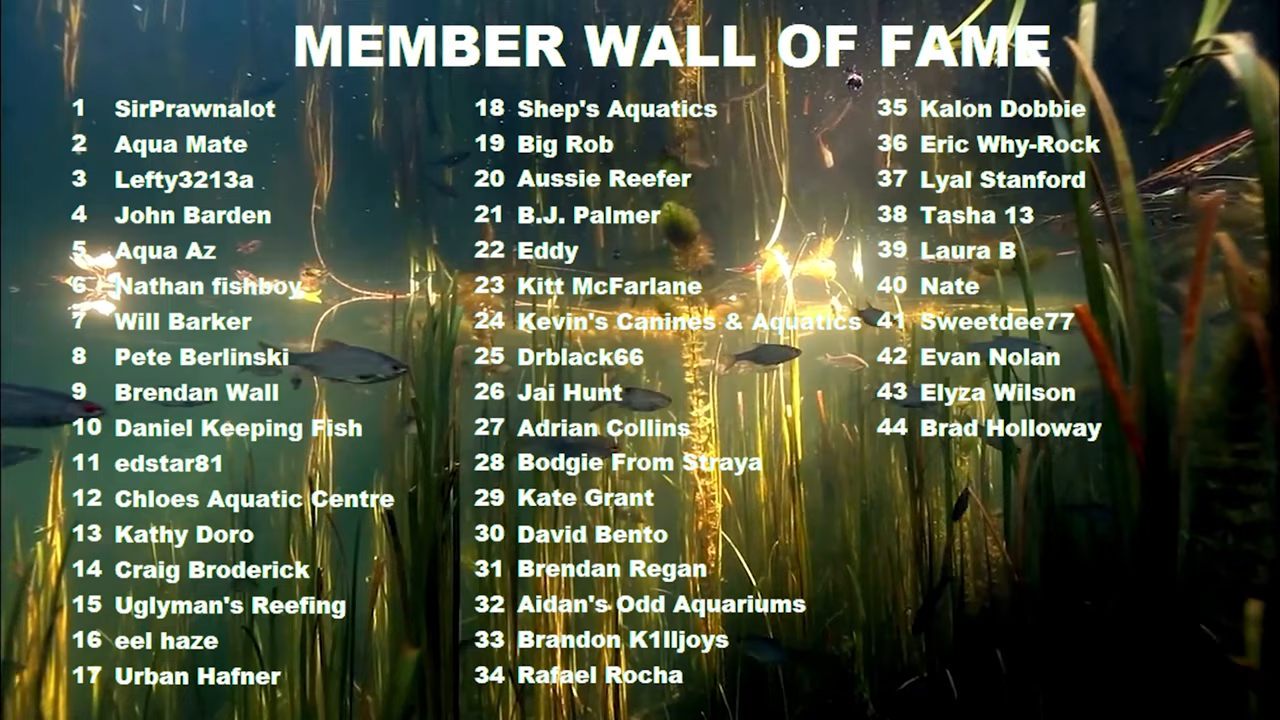 MEMBER WALL OF FAME
1 SirPrawnalot
2 Aqua Mate
3 Lefty3213a
4 John Barden
5 Aqua Az
6 Nathan fishboy
7 Will Barker
8 Pete Berlinski
9 Brendan Wall
10 Daniel Keeping Fish
11 edstar81
12 Chloes Aquatic Centre
13 Kathy Doro
14 Craig Broderick
15 Uglyman's Reefing
16 eel haze
17 Urban Hafner
18 Shep's Aquatics
19 Big Rob
20 Aussie Reefer
21 B.J. Palmer
22 Eddy
23 Kitt McFarlane
24 Kevin's Canines & Aquatics
25 Drblack66
26 Jai Hunt
27 Adrian Collins
28 Bodgie From Straya
29 Kate Grant
30 David Bento
31 Brendan Regan
32 Aidan's Odd Aquariums
33 Brandon K1lljoys
34 Rafael Rocha
35 Kalon Dobbie
36 Eric Why-Rock
37 Lyal Stanford
38 Tasha 13
39 Laura B
40 Nate
41 Sweetdee77
42 Evan Nolan
43 Elyza Wilson
44 Brad Holloway